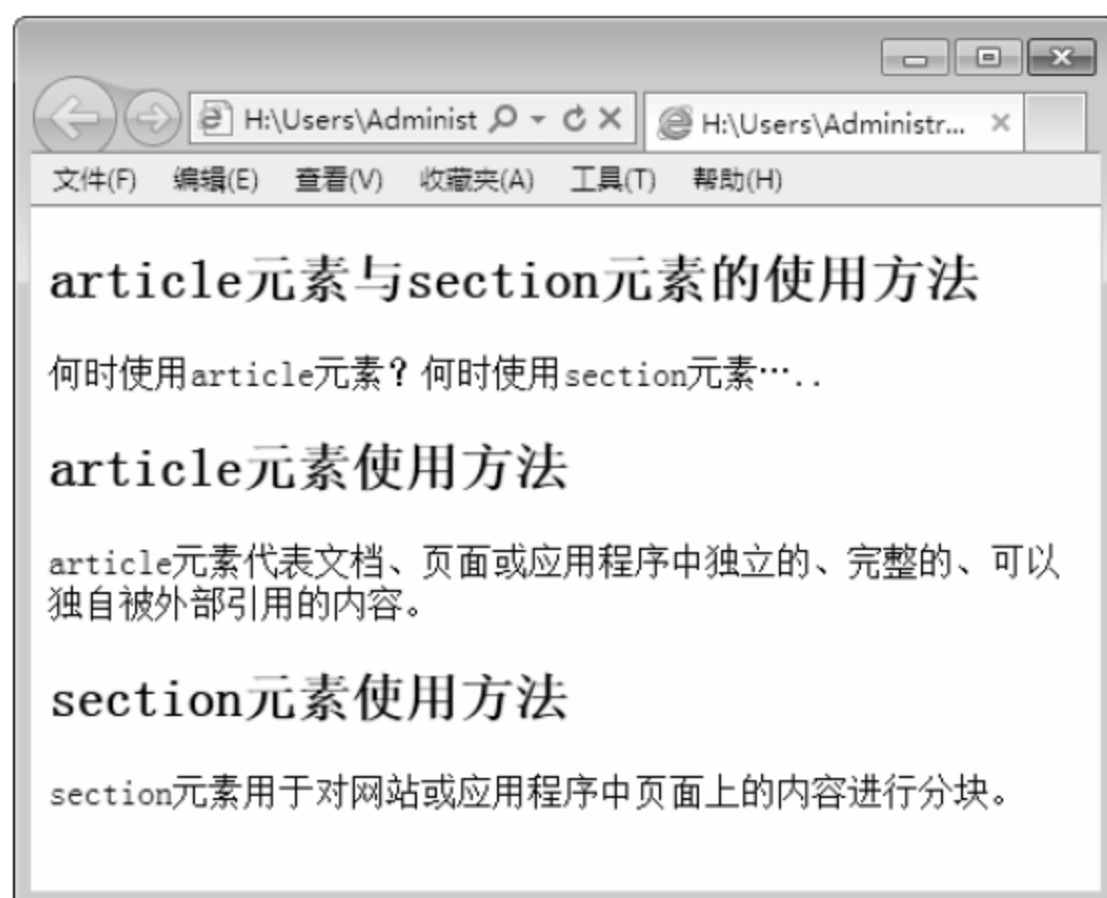 H:\Users\Administ
H:\Users\Administr...
文件(F) 编辑(E) 查看(V) 收藏夹(A) 工具(T) 帮助(H)
article元素与section元素的使用方法
何时使用article元素？何时使用section元素…..
article元素使用方法
article元素代表文档、页面或应用程序中独立的、完整的、可以
独自被外部引用的内容。
section元素使用方法
section元素用于对网站或应用程序中页面上的内容进行分块。